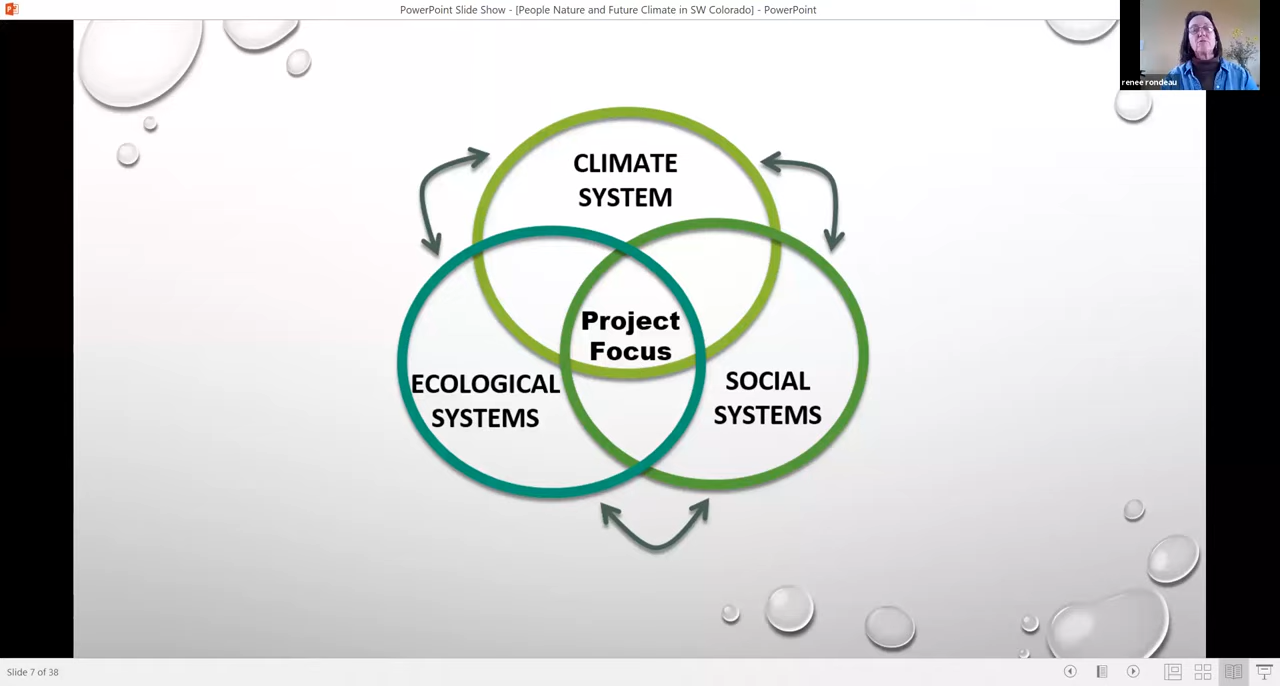 PowerPoint Slide Show - [People Nature and Future Climate in SW Colorado] - PowerPoint
renee rondeau
CLIMATE
SYSTEM
Project
Focus
ECOLOGICAL
SYSTEMS
SOCIAL
SYSTEMS
Slide 7 of 38